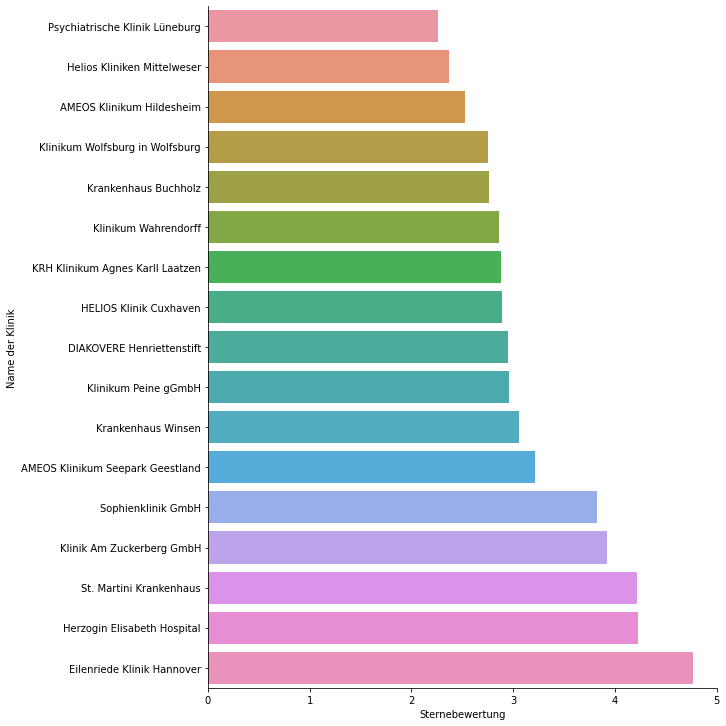 Psychiatrische Klinik Lüneburg
Helios Kliniken Mittelweser
AMEOS Klinikum Hildesheim
Klinikum Wolfsburg in Wolfsburg
Krankenhaus Buchholz
Klinikum Wahrendorff
KRH Klinikum Agnes Karll Laatzen
HELIOS Klinik Cuxhaven
DIAKOVERE Henriettenstift
Klinikum Peine gGmbH
Krankenhaus Winsen
AMEOS Klinikum Seepark Geestland
Sophienklinik GmbH
Klinik Am Zuckerberg GmbH
St. Martini Krankenhaus
Herzogin Elisabeth Hospital
Eilenriede Klinik Hannover
Name der Klinik
0 1 2 3 4 5
Sternebewertung